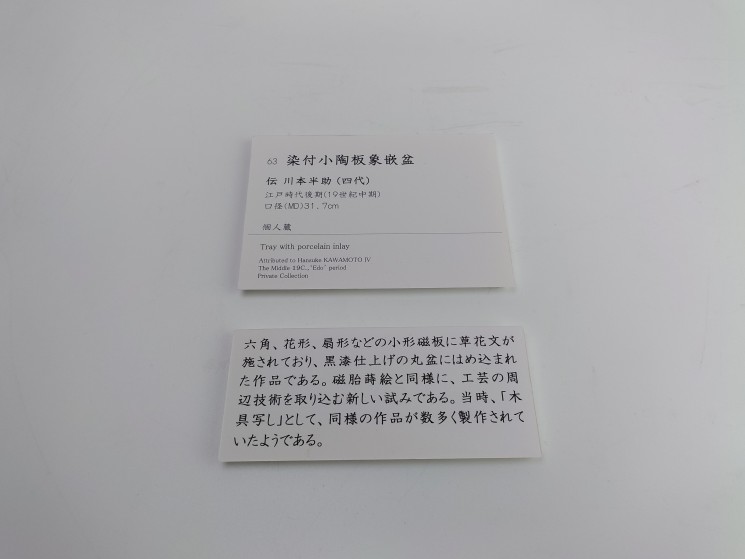 63 染付小陶板象嵌盆
伝 川本半助 (四代)
江戸時代後期(19世紀中期)
口径(MD)31.7cm
個人蔵
Tray with porcelain inlay
Attributed to Hansuke KAWAMOTO IV
The Middle 19C., "Edo" period
Private Collection
六角、花形、扇形などの小形磁板に草花文が
施されており、黒漆仕上げの丸盆にはめ込まれ
た作品である。磁胎蒔絵と同様に、工芸の周
辺技術を取り込む新しい試みである。当時、「木
具写し」として、同様の作品が数多く製作されて
いたようである。